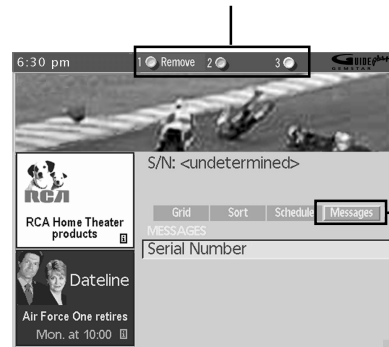 6:30 pm 1 Remove 2 3 GUIDE Plus
GEMSTAR
S/N: <undetermined>
RCA
RCA Home Theater
products i
Grid Sort Schedule Messages
MESSAGES
Serial Number
Dateline
Air Force One retires
Mon. at 10:00 i